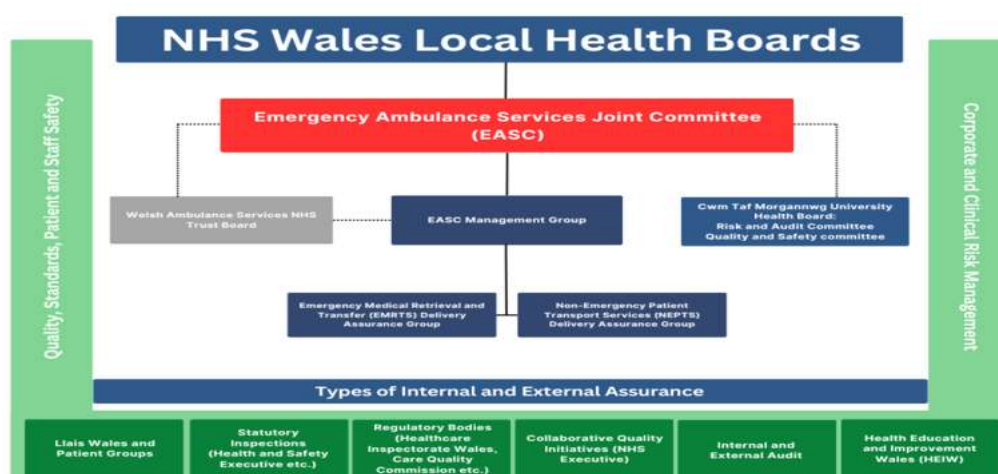 NHS Wales Local Health Boards
Quality, Standards, Patient and Staff Safety
Corporate and Clinical Risk Management
Emergency Ambulance Services Joint Committee
(EASC)
Welsh Ambulance Services NHS
Trust Board
EASC Management Group
Cwm Taf Morgannwg University
Health Board:
Risk and Audit Committee
Quality and Safety committee
Emergency Medical Retrieval and
Transfer (EMRTS) Delivery
Assurance Group
Non-Emergency Patient
Transport Services (NEPTS)
Delivery Assurance Group
Types of Internal and External Assurance
Llais Wales and
Patient Groups
Statutory
Inspections
(Health and Safety
Executive etc.)
Regulatory Bodies
(Healthcare
Inspectorate Wales,
Care Quality
Commission etc.)
Collaborative Quality
Initiatives (NHS
Executive)
Internal and
External Audit
Health Education
and Improvement
Wales (HEIW)